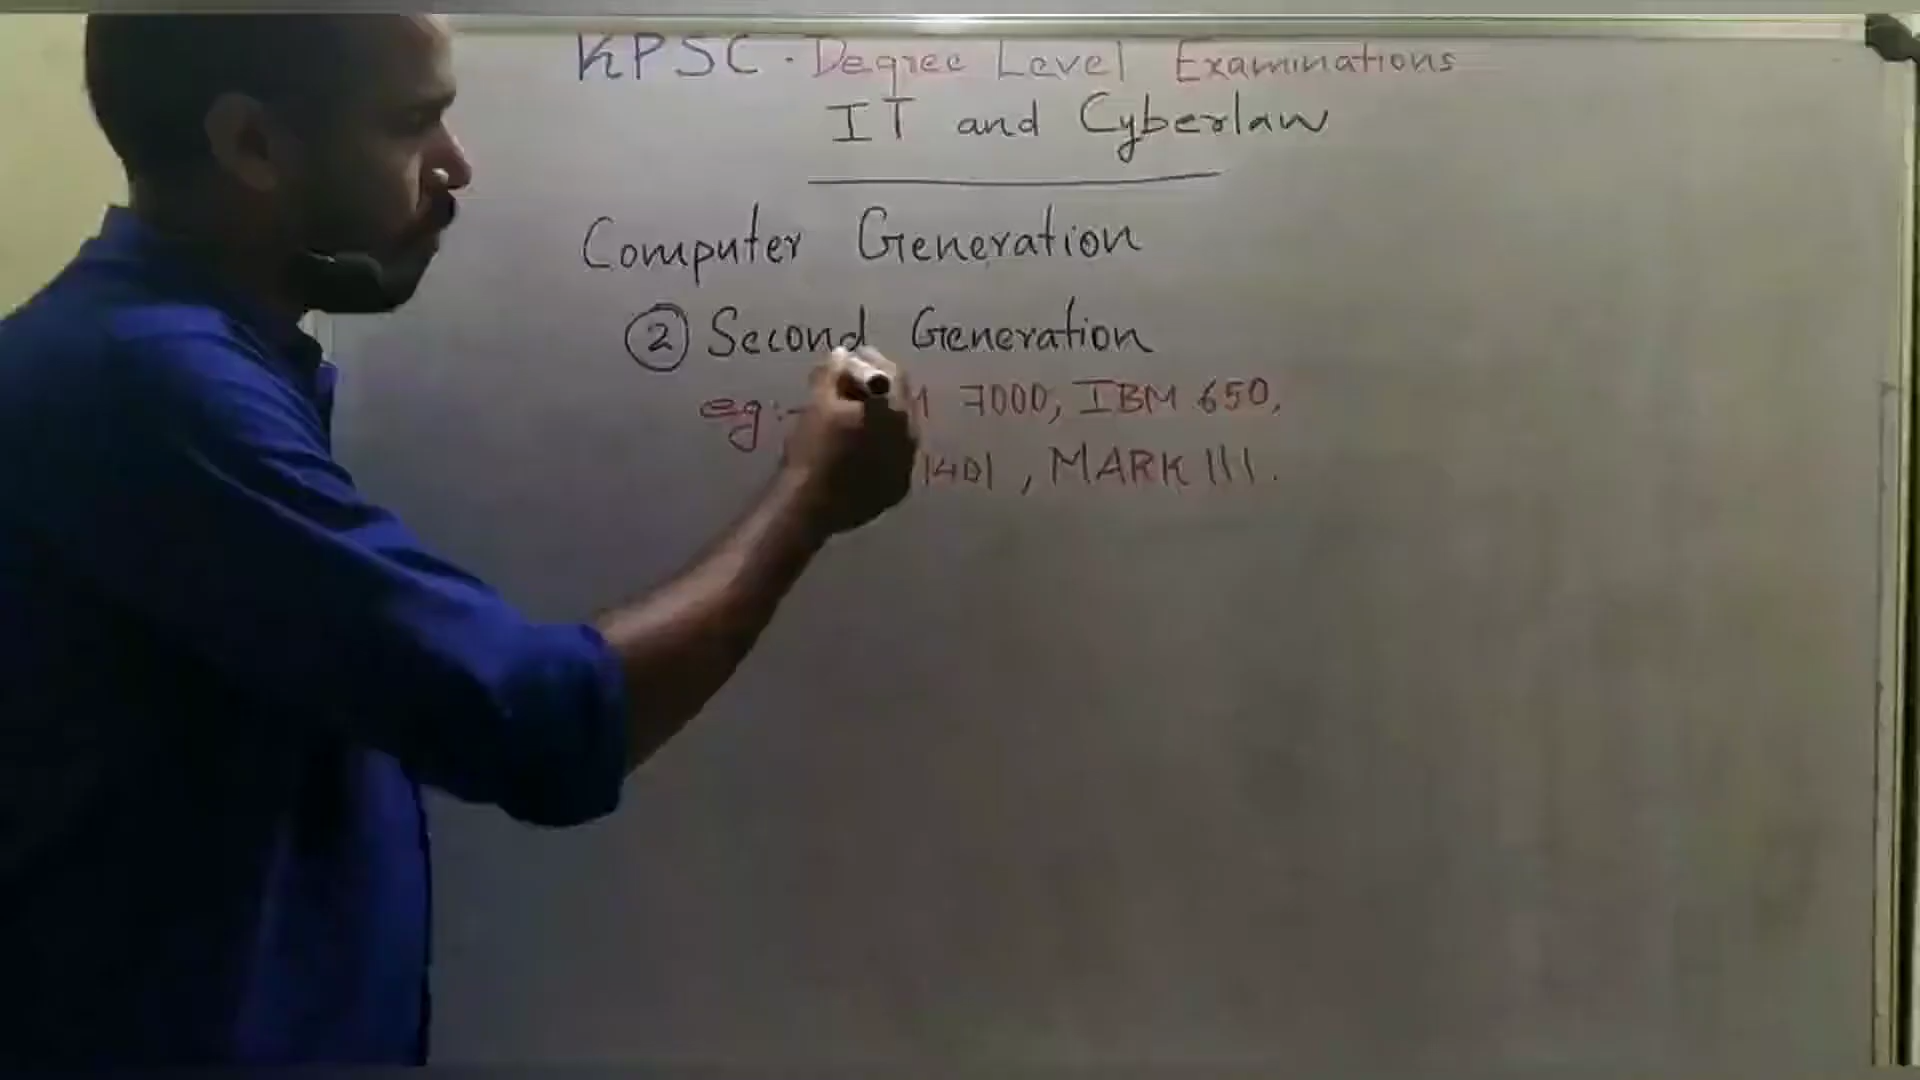 KPSC. Degree Level Examinations
IT and Cyberlaw
Computer Generation
② Second Generation
eg:- 7000, IBM 650,
1401, MARK III.